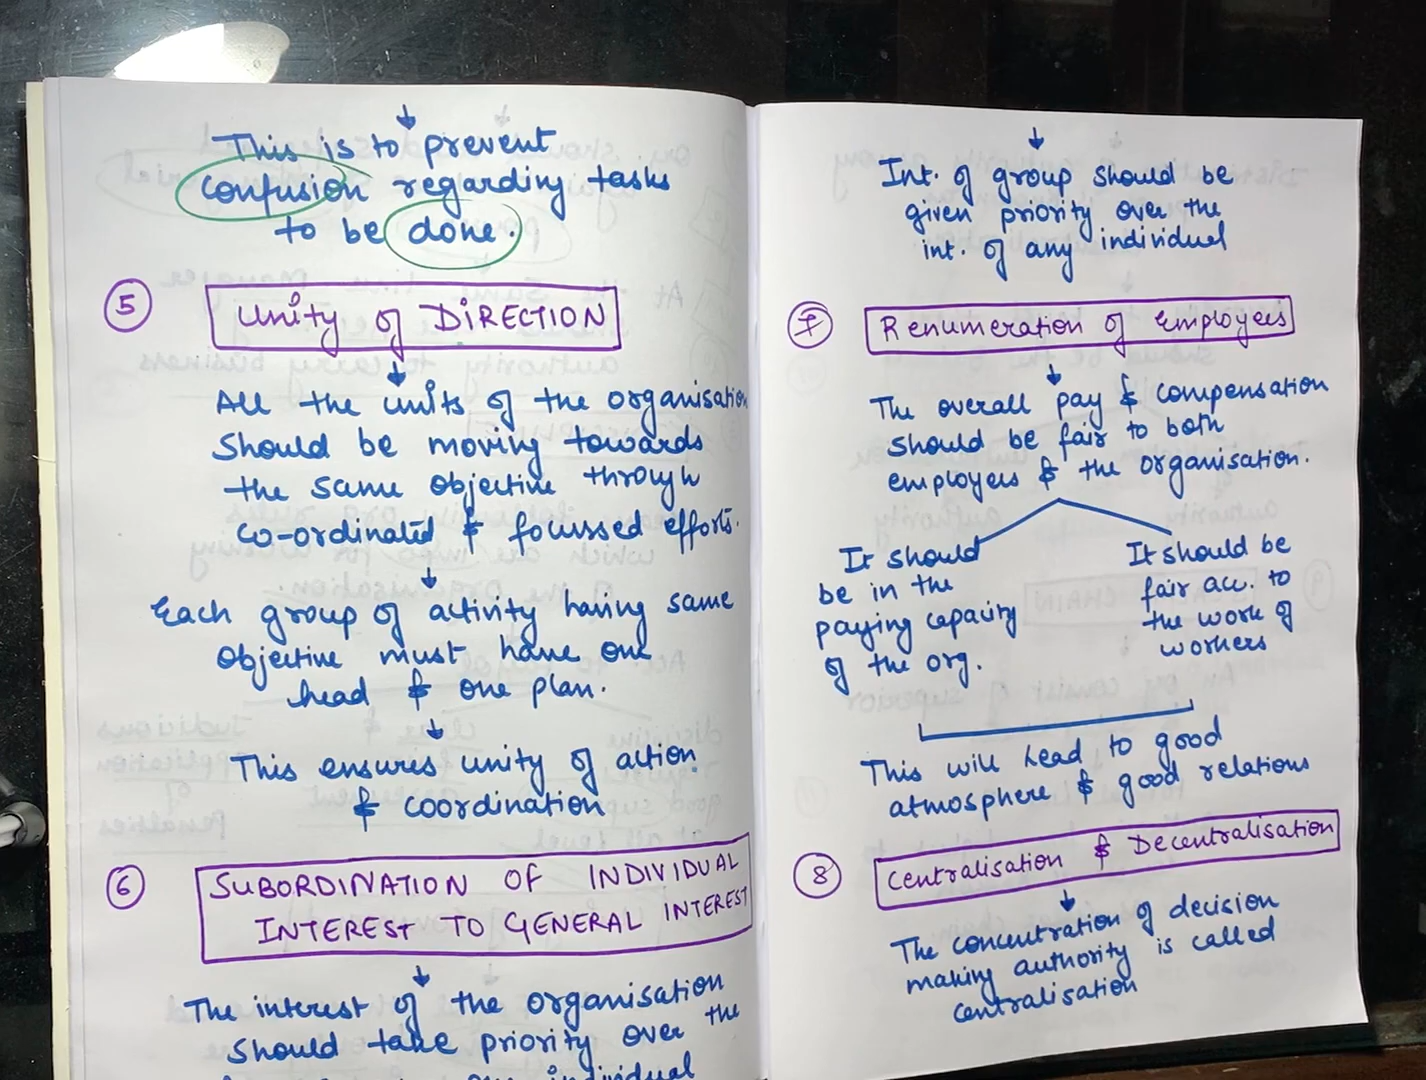 This is to prevent
confusion regarding tasks
to be done.
5 Unity of DIRECTION
All the units of the organisation
Should be moving towards
the same objective through
co-ordinated & focussed efforts.
Each group of activity having same
objective must have one
head & one plan.
This ensures unity of action
& coordination
6 SUBORDINATION OF INDIVIDUAL
INTEREST TO GENERAL INTEREST
The interest of the organisation
Should take priority over the
individual
Int. of group should be
given priority over the
int. of any individual
7 Renumeration of employees
The overall pay & compensation
should be fair to both
employees & the organisation.
It should
be in the
paying capacity
of the org.
It should be
fair acc. to
the work of
workers
This will lead to good
atmosphere & good relations
8 Centralisation & Decentralisation
The concentration of decision
making authority is called
centralisation